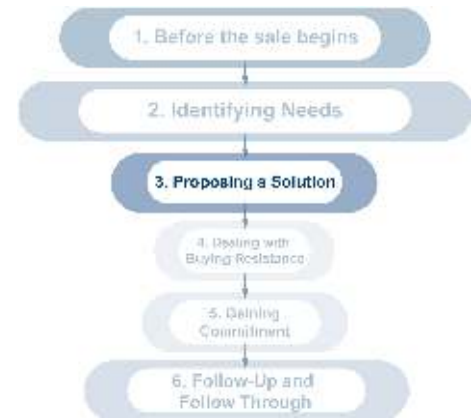 1. Before the sale begins
2. Identifying Needs
3. Proposing a Solution
4. Dealing with
Buying Resistance
5. Gaining
Commitment
6. Follow-Up and
Follow Through